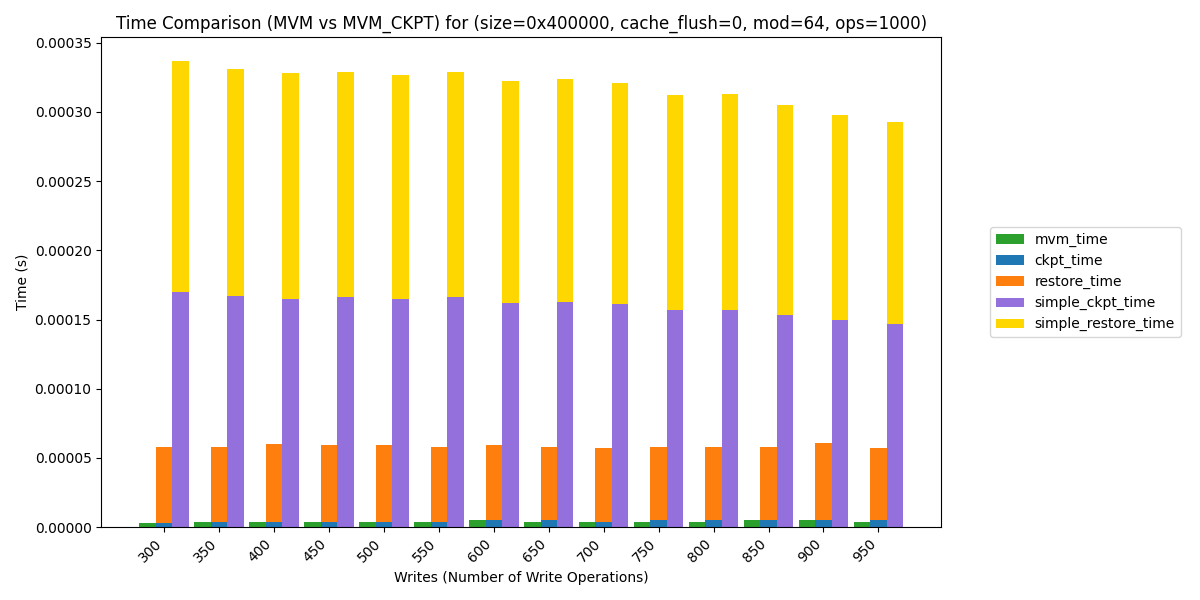 Time Comparison (MVM vs MVM_CKPT) for (size=0x400000, cache_flush=0, mod=64, ops=1000)
Time (s)
0.00035
0.00030
0.00025
0.00020
0.00015
0.00010
0.00005
0.00000
300 350 400 450 500 550 600 650 700 750 800 850 900 950
Writes (Number of Write Operations)
mvm_time
ckpt_time
restore_time
simple_ckpt_time
simple_restore_time